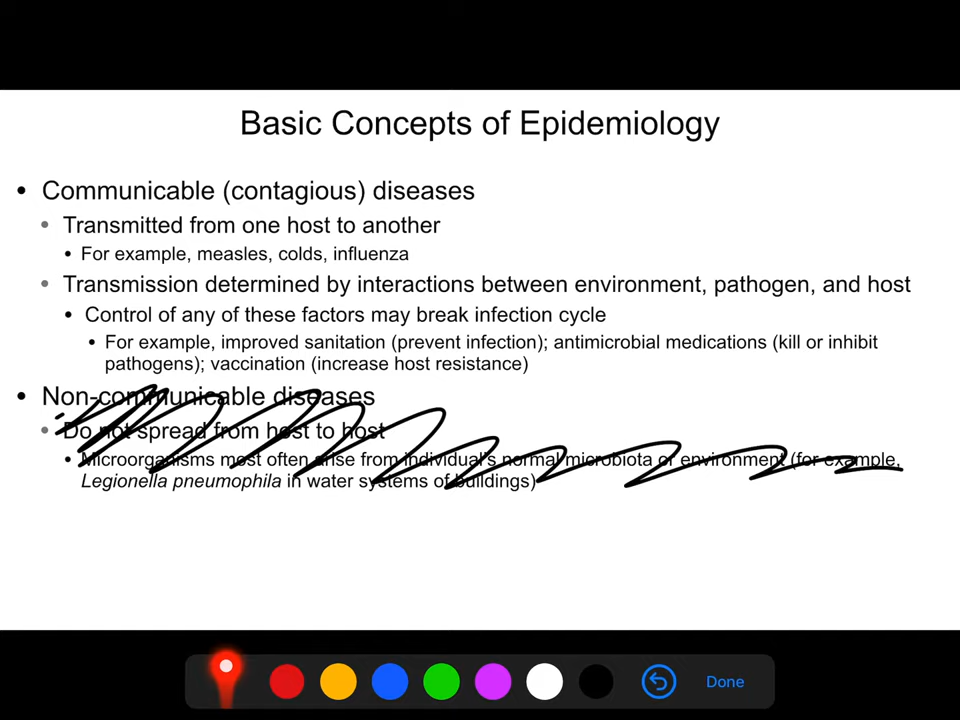 Basic Concepts of Epidemiology
• Communicable (contagious) diseases
• Transmitted from one host to another
• For example, measles, colds, influenza
• Transmission determined by interactions between environment, pathogen, and host
• Control of any of these factors may break infection cycle
• For example, improved sanitation (prevent infection); antimicrobial medications (kill or inhibit
pathogens); vaccination (increase host resistance)
• Non-communicable diseases
• Do not spread from host to host
• Microorganisms most often arise from individual's normal microbiota or environment (for example,
Legionella pneumophila in water systems of buildings)
Done